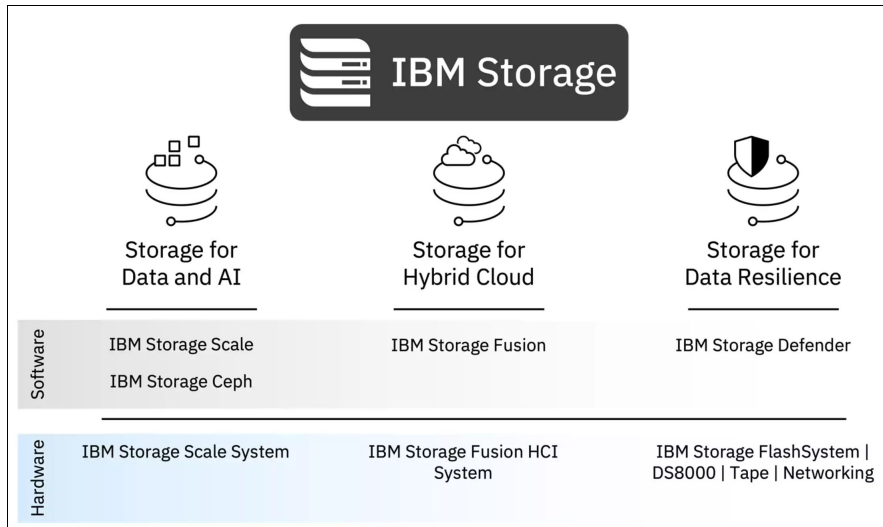 IBM Storage
Storage for
Data and AI
Storage for
Hybrid Cloud
Storage for
Data Resilience
Software
IBM Storage Scale
IBM Storage Ceph
IBM Storage Fusion
IBM Storage Defender
Hardware
IBM Storage Scale System
IBM Storage Fusion HCI
System
IBM Storage FlashSystem |
DS8000 | Tape | Networking